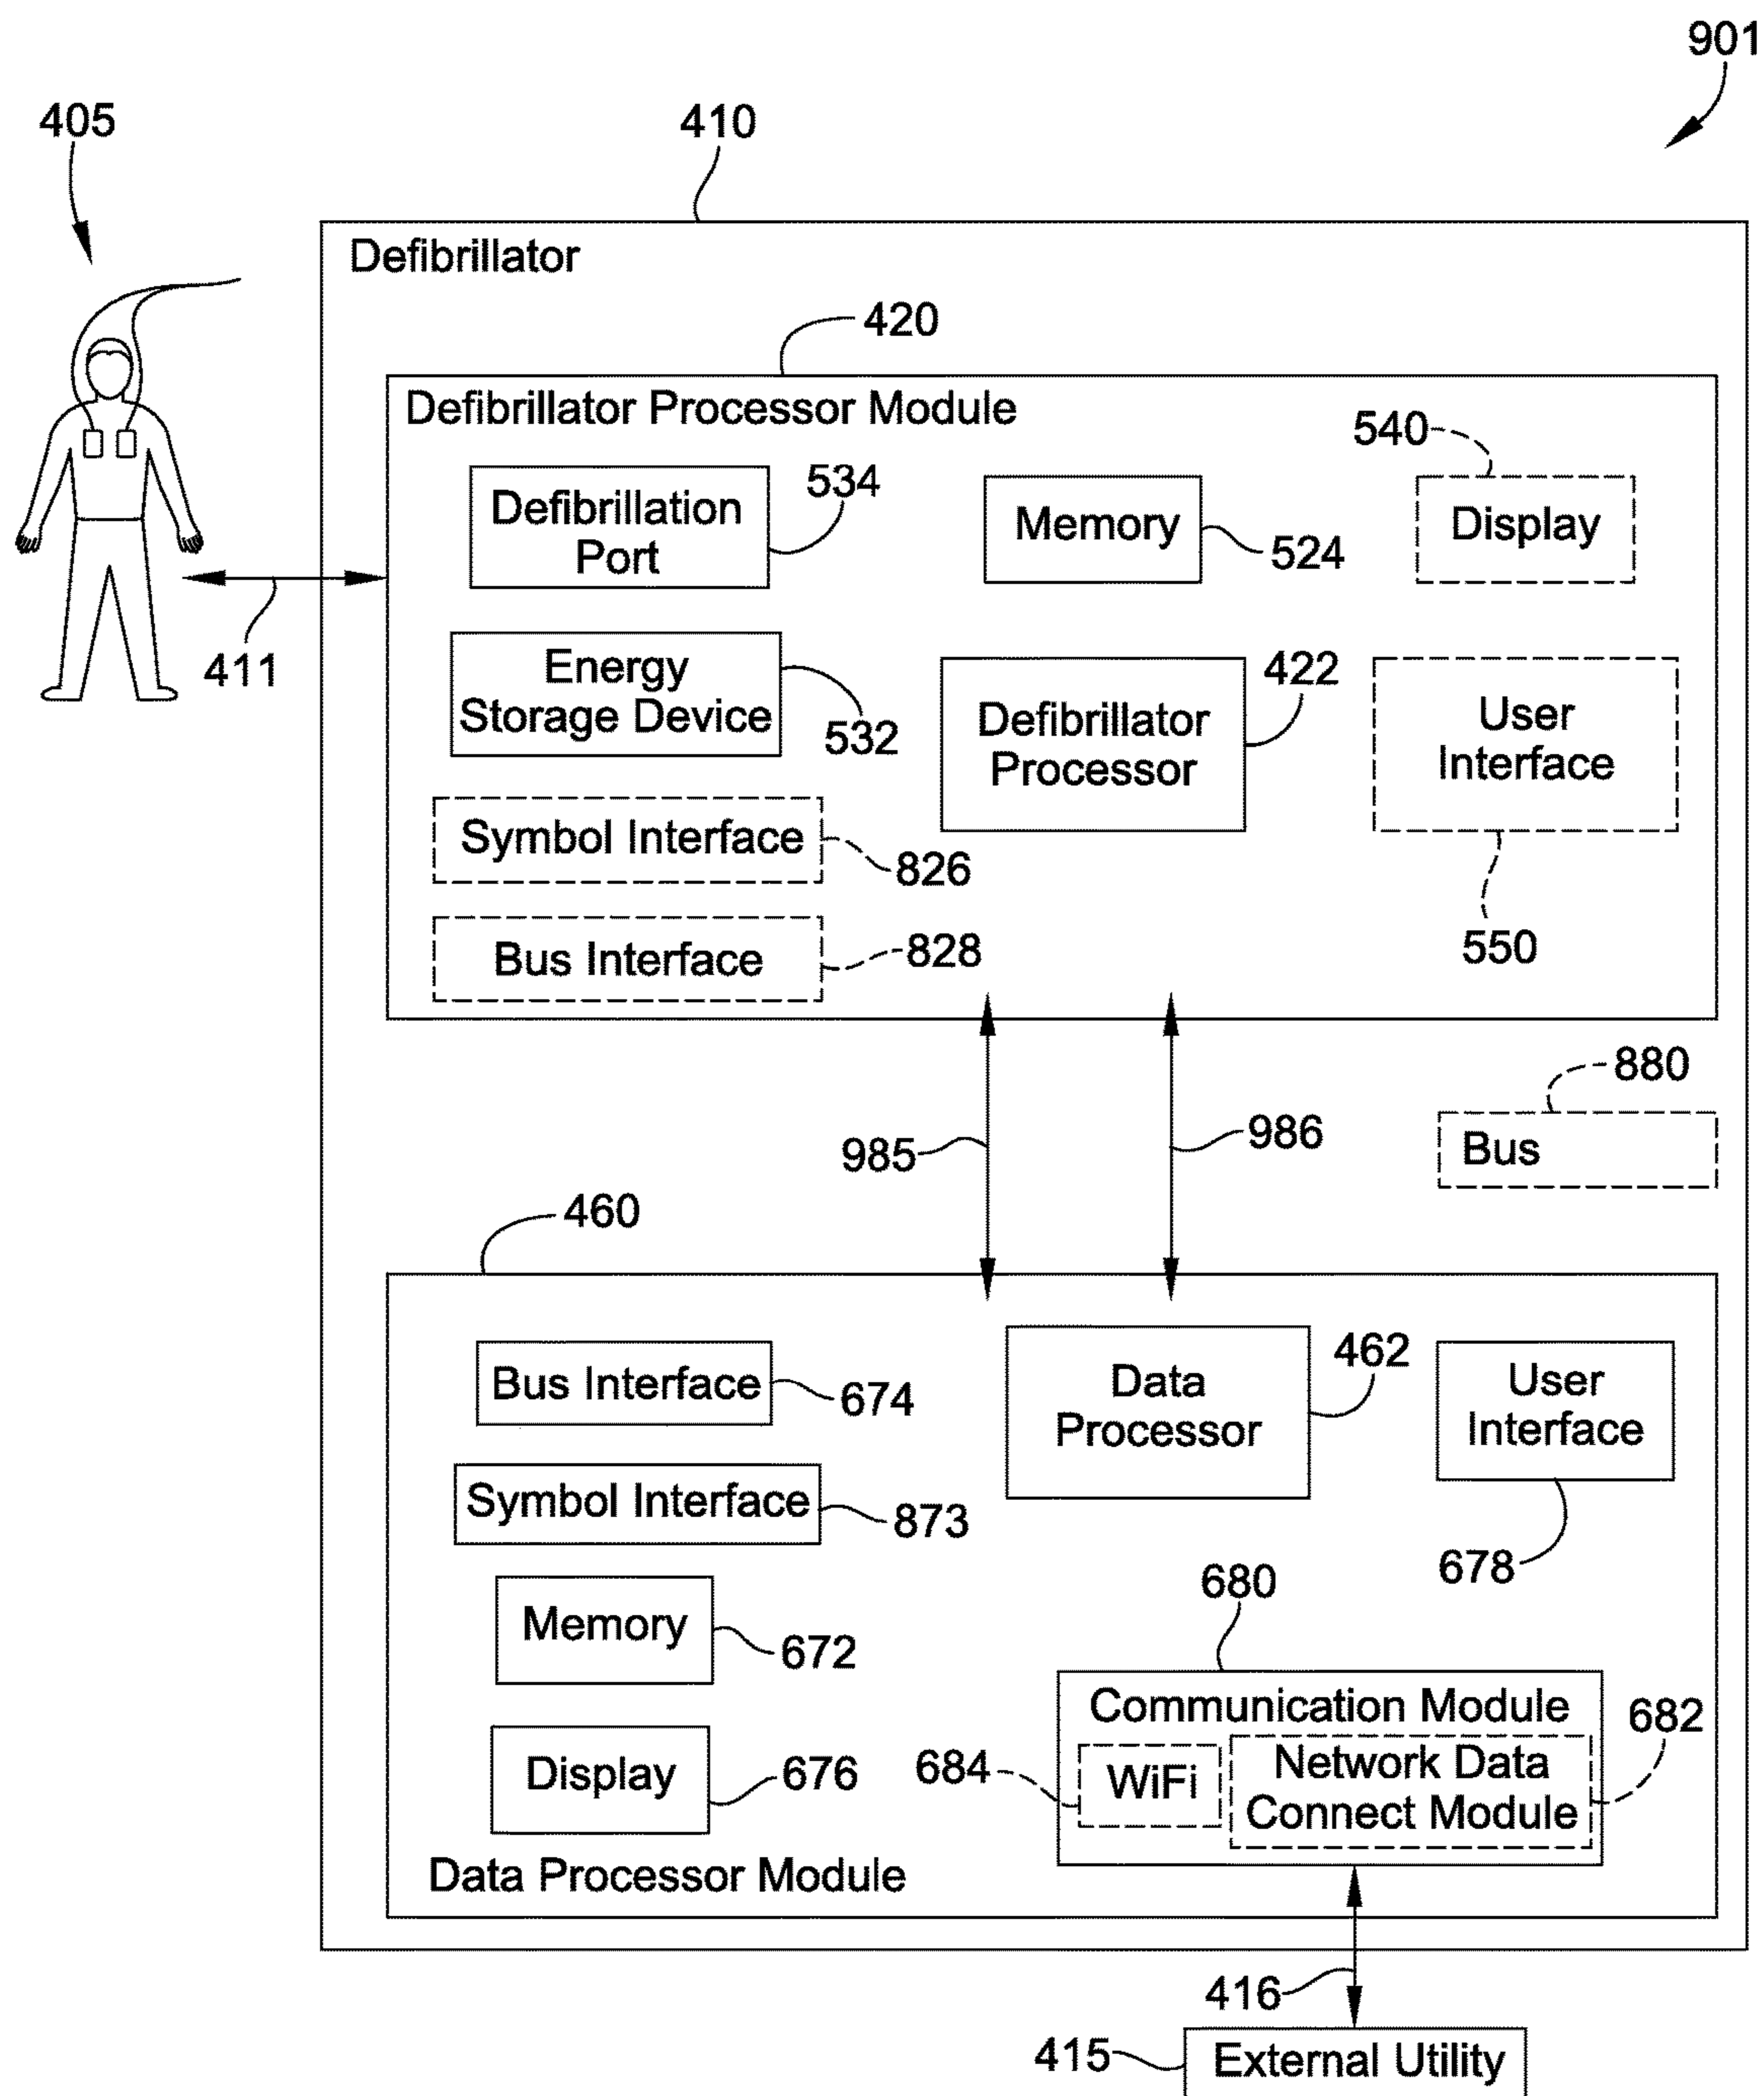 901
405
410
Defibrillator
420
Defibrillator Processor Module
540
Defibrillation
Port
534
Memory
524
Display
411
Energy
Storage Device
532
Defibrillator
Processor
422
User
Interface
550
Symbol Interface
826
Bus Interface
828
880
Bus
985
986
460
Bus Interface
674
Data
Processor
462
User
Interface
678
Symbol Interface
873
Memory
672
680
Communication Module
682
684
WiFi
Network Data
Connect Module
Display
676
Data Processor Module
416
415
External Utility